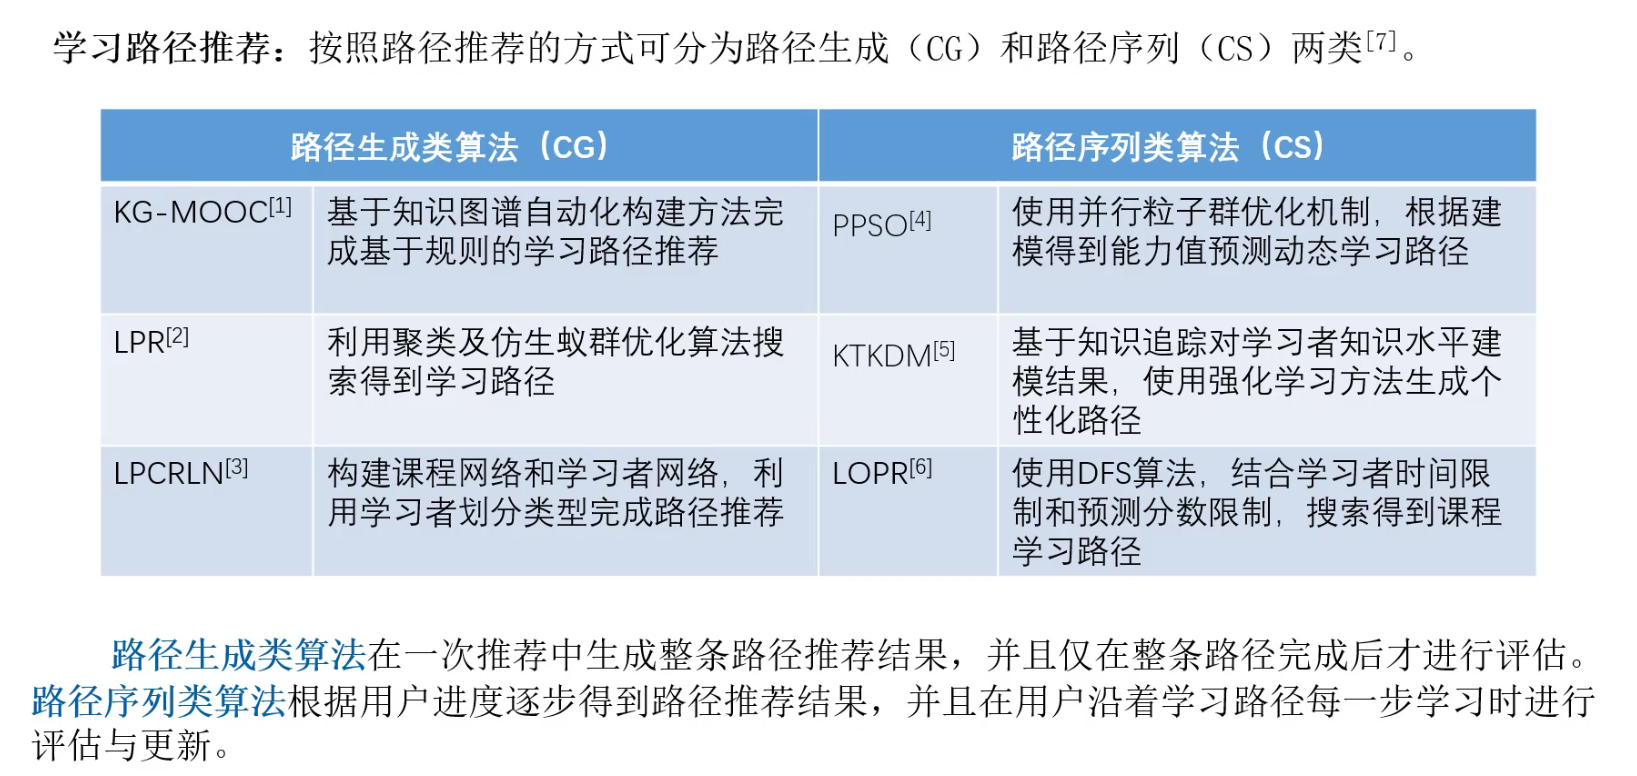 学习路径推荐：按照路径推荐的方式可分为路径生成（CG）和路径序列（CS）两类[7]。
路径生成类算法（CG）
路径序列类算法（CS）
KG-MOOC[1]
基于知识图谱自动化构建方法完
成基于规则的学习路径推荐
PPSO[4]
使用并行粒子群优化机制，根据建
模得到能力值预测动态学习路径
LPR[2]
利用聚类及仿生蚁群优化算法搜
索得到学习路径
KTKDM[5]
基于知识追踪对学习者知识水平建
模结果，使用强化学习方法生成个
性化路径
LPCRLN[3]
构建课程网络和学习者网络，利
用学习者划分类型完成路径推荐
LOPR[6]
使用DFS算法，结合学习者时间限
制和预测分数限制，搜索得到课程
学习路径
路径生成类算法在一次推荐中生成整条路径推荐结果，并且仅在整条路径完成后才进行评估。
路径序列类算法根据用户进度逐步得到路径推荐结果，并且在用户沿着学习路径每一步学习时进行
评估与更新。